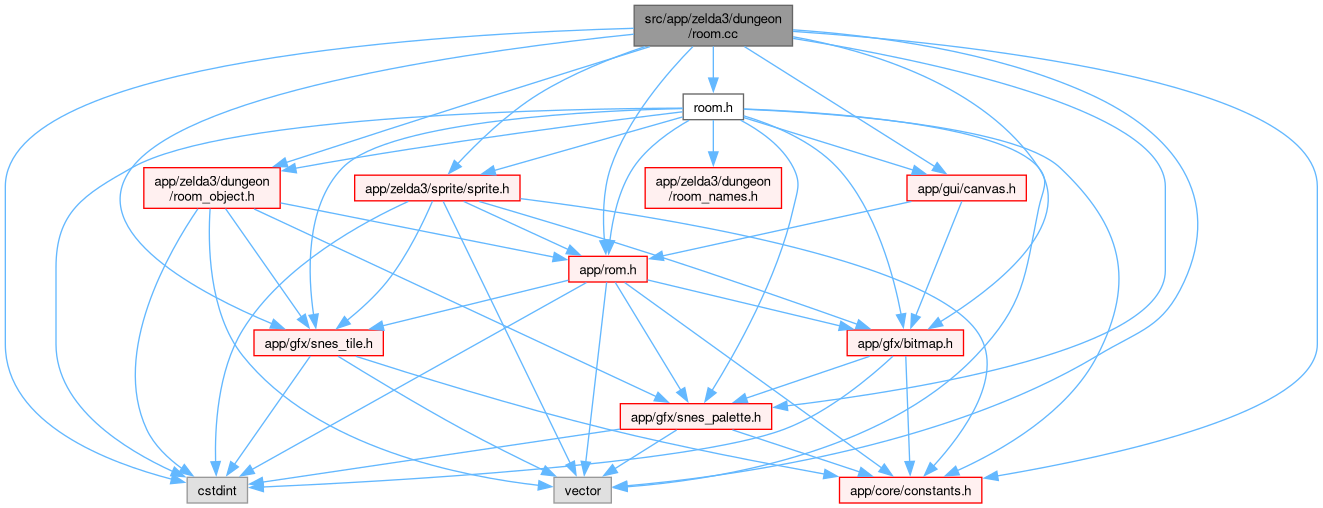 src/app/zelda3/dungeon
/room.cc
room.h
app/zelda3/dungeon
/room_object.h
app/zelda3/sprite/sprite.h
app/zelda3/dungeon
/room_names.h
app/gui/canvas.h
app/rom.h
app/gfx/snes_tile.h
app/gfx/bitmap.h
app/gfx/snes_palette.h
cstdint
vector
app/core/constants.h